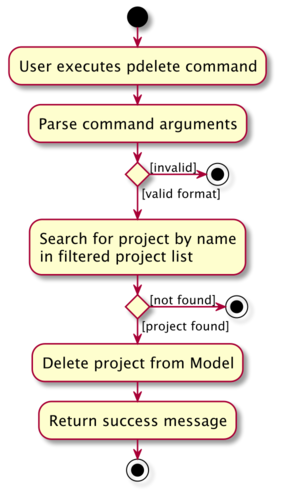 User executes pdelete command
Parse command arguments
[invalid]
[valid format]
Search for project by name
in filtered project list
[not found]
[project found]
Delete project from Model
Return success message